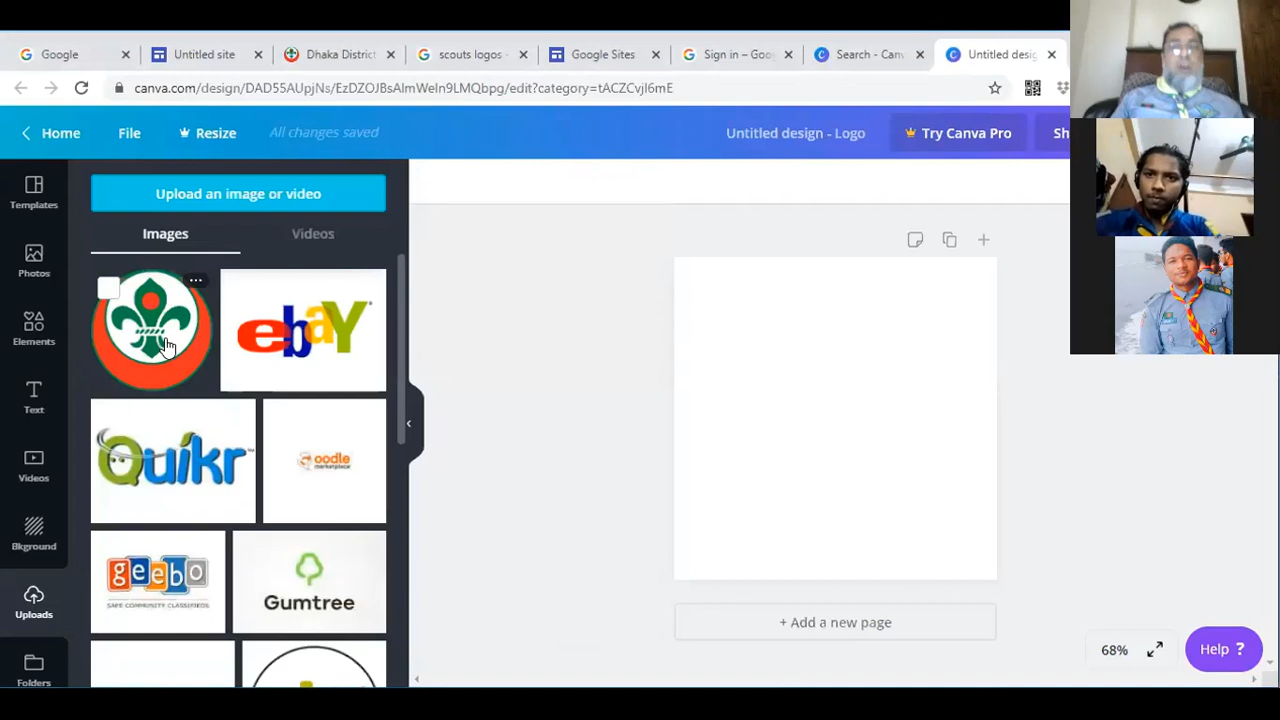 Google
Untitled site
Dhaka District
scouts logos -
Google Sites
Sign in – Goo
Search - Can
Untitled desig
canva.com/design/DAD55AUpjNg/EzDZDJBsAlmWeln9LMQbpg/edit?category=tACZCvjI6mE
Home
File
Resize
All changes saved
Untitled design - Logo
Try Canva Pro
Sh
Templates
Photos
Elements
Text
Videos
Bkground
Uploads
Folders
Upload an image or video
Images
Videos
ebaY
Quikr
oodle
marketplace
geebo
SAFE COMMUNITY CLASSIFIEDS
Gumtree
+ Add a new page
68%
Help ?